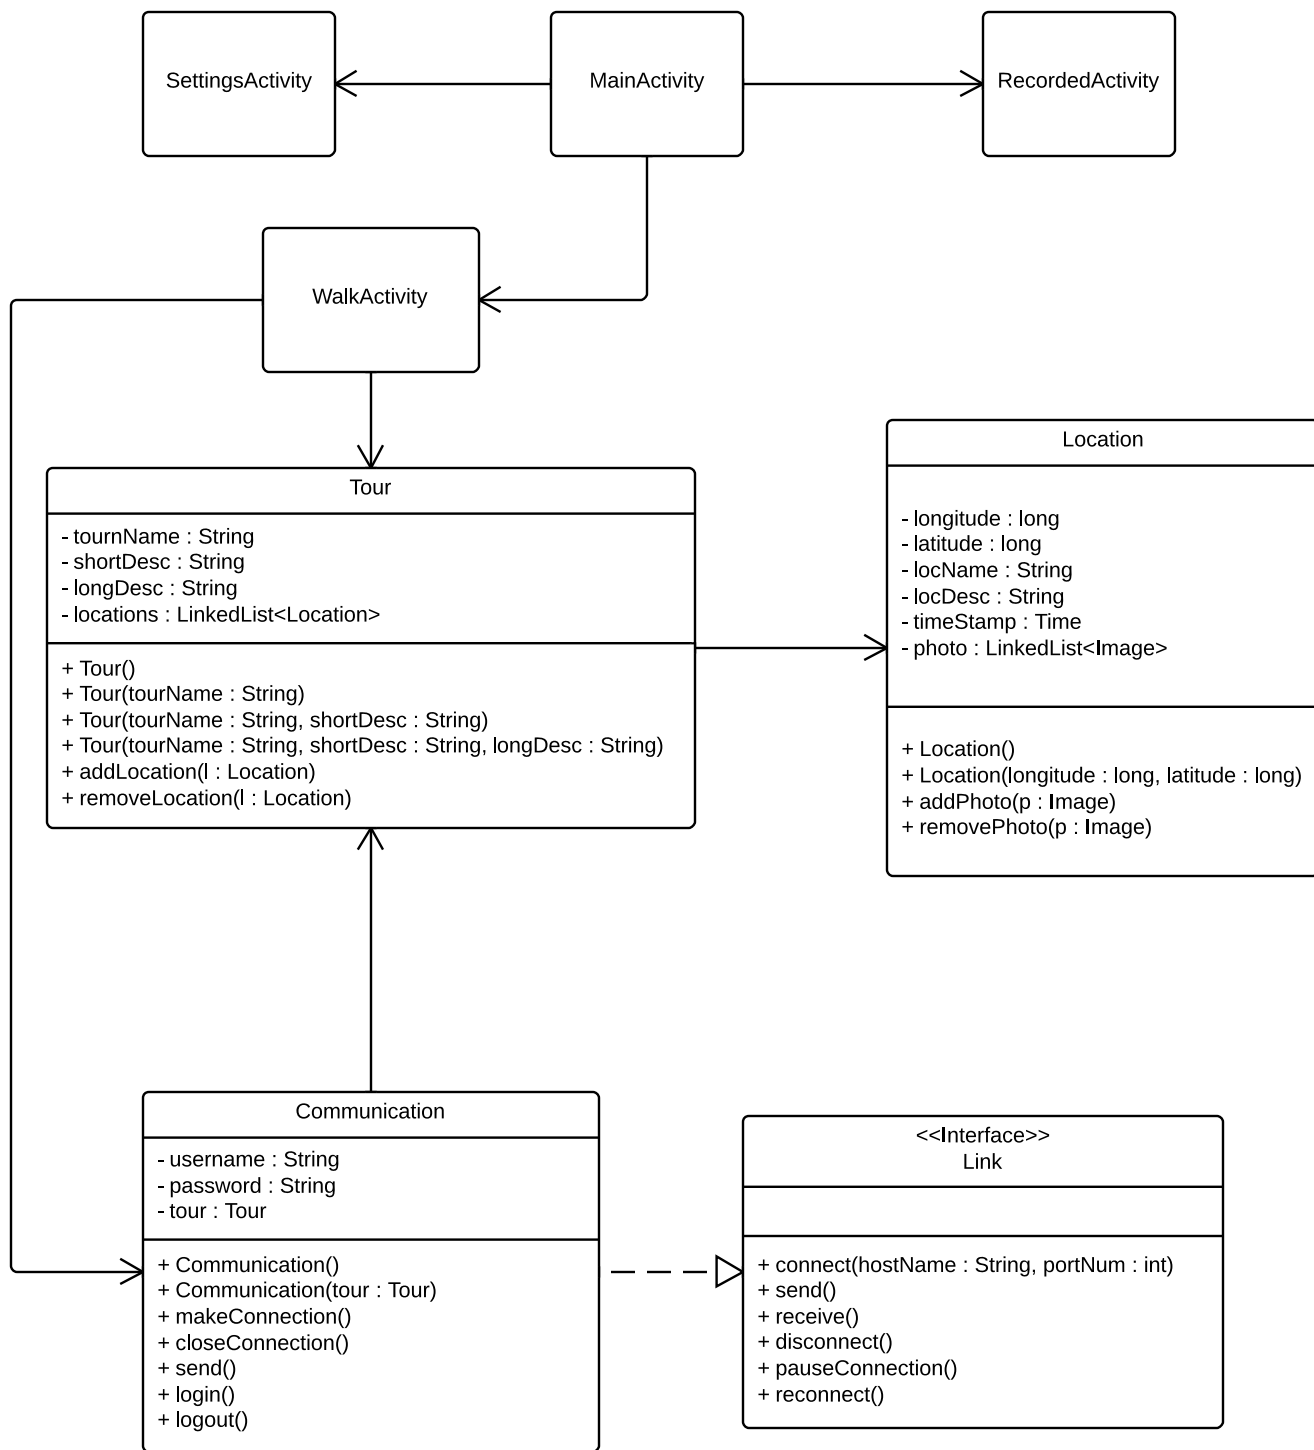 SettingsActivity
MainActivity
RecordedActivity
WalkActivity
Tour
- tournName : String
- shortDesc : String
- longDesc : String
- locations : LinkedList<Location>
+ Tour()
+ Tour(tourName : String)
+ Tour(tourName : String, shortDesc : String)
+ Tour(tourName : String, shortDesc : String, longDesc : String)
+ addLocation(l : Location)
+ removeLocation(l : Location)
Location
- longitude : long
- latitude : long
- locName : String
- locDesc : String
- timeStamp : Time
- photo : LinkedList<Image>
+ Location()
+ Location(longitude : long, latitude : long)
+ addPhoto(p : Image)
+ removePhoto(p : Image)
Communication
- username : String
- password : String
- tour : Tour
+ Communication()
+ Communication(tour : Tour)
+ makeConnection()
+ closeConnection()
+ send()
+ login()
+ logout()
<<Interface>>
Link
+ connect(hostName : String, portNum : int)
+ send()
+ receive()
+ disconnect()
+ pauseConnection()
+ reconnect()